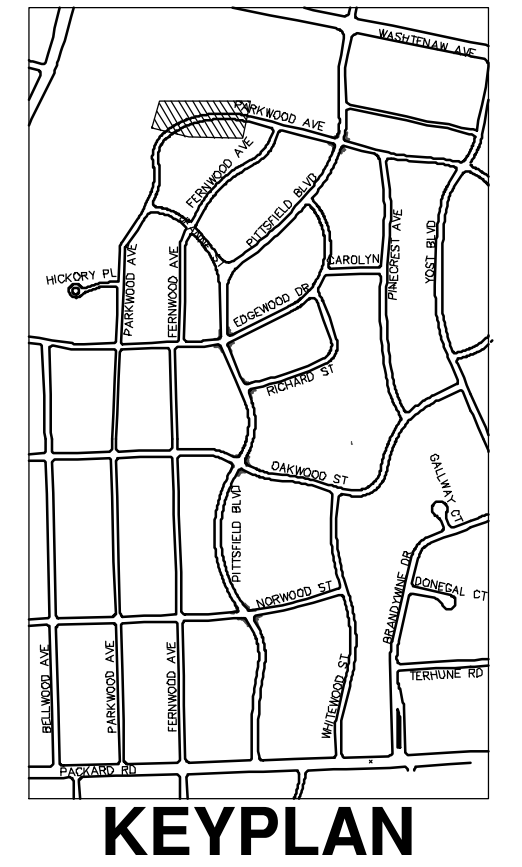 WASHTENAW AVE
PARKWOOD AVE
FERNWOOD AVE
PITTSFIELD BLVD
PINECREST AVE
YOST BLVD
CAROLYN
HICKORY PL
PARKWOOD AVE
FERNWOOD AVE
EDGEWOOD DR
RICHARD ST
OAKWOOD ST
GALLWAY CT
PITTSFIELD BLVD
BRANDYWINE DR
DONEGAL CT
NORWOOD ST
BELLWOOD AVE
PARKWOOD AVE
FERNWOOD AVE
WHITEWOOD ST
TERHUNE RD
PACKARD RD
KEYPLAN